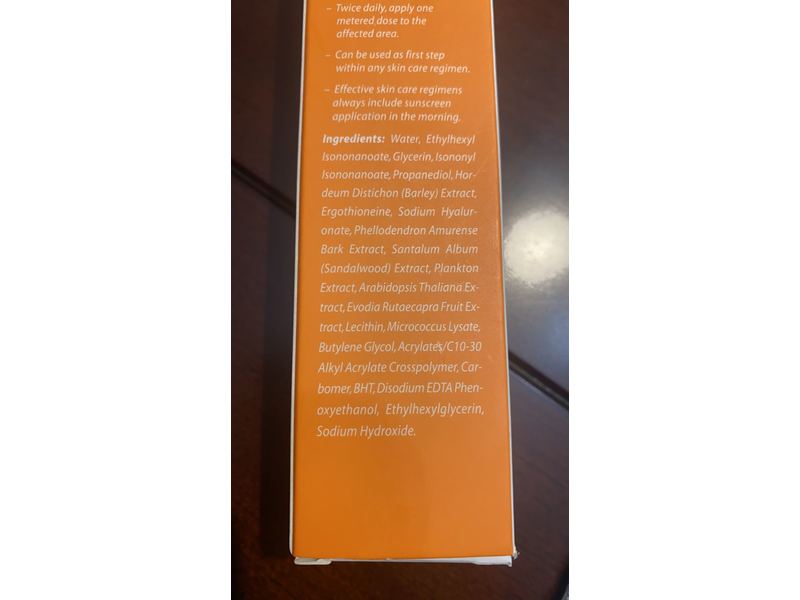 – Twice daily, apply one
metered dose to the
affected area.
– Can be used as first step
within any skin care regimen.
– Effective skin care regimens
always include sunscreen
application in the morning.
Ingredients: Water, Ethylhexyl
Isononanoate, Glycerin, Isononyl
Isononanoate, Propanediol, Hor-
deum Distichon (Barley) Extract,
Ergothioneine, Sodium Hyalur-
onate, Phellodendron Amurense
Bark Extract, Santalum Album
(Sandalwood) Extract, Plankton
Extract, Arabidopsis Thaliana Ex-
tract, Evodia Rutaecapra Fruit Ex-
tract, Lecithin, Micrococcus Lysate,
Butylene Glycol, Acrylates/C10-30
Alkyl Acrylate Crosspolymer, Car-
bomer, BHT, Disodium EDTA Phen-
oxyethanol, Ethylhexylglycerin,
Sodium Hydroxide.